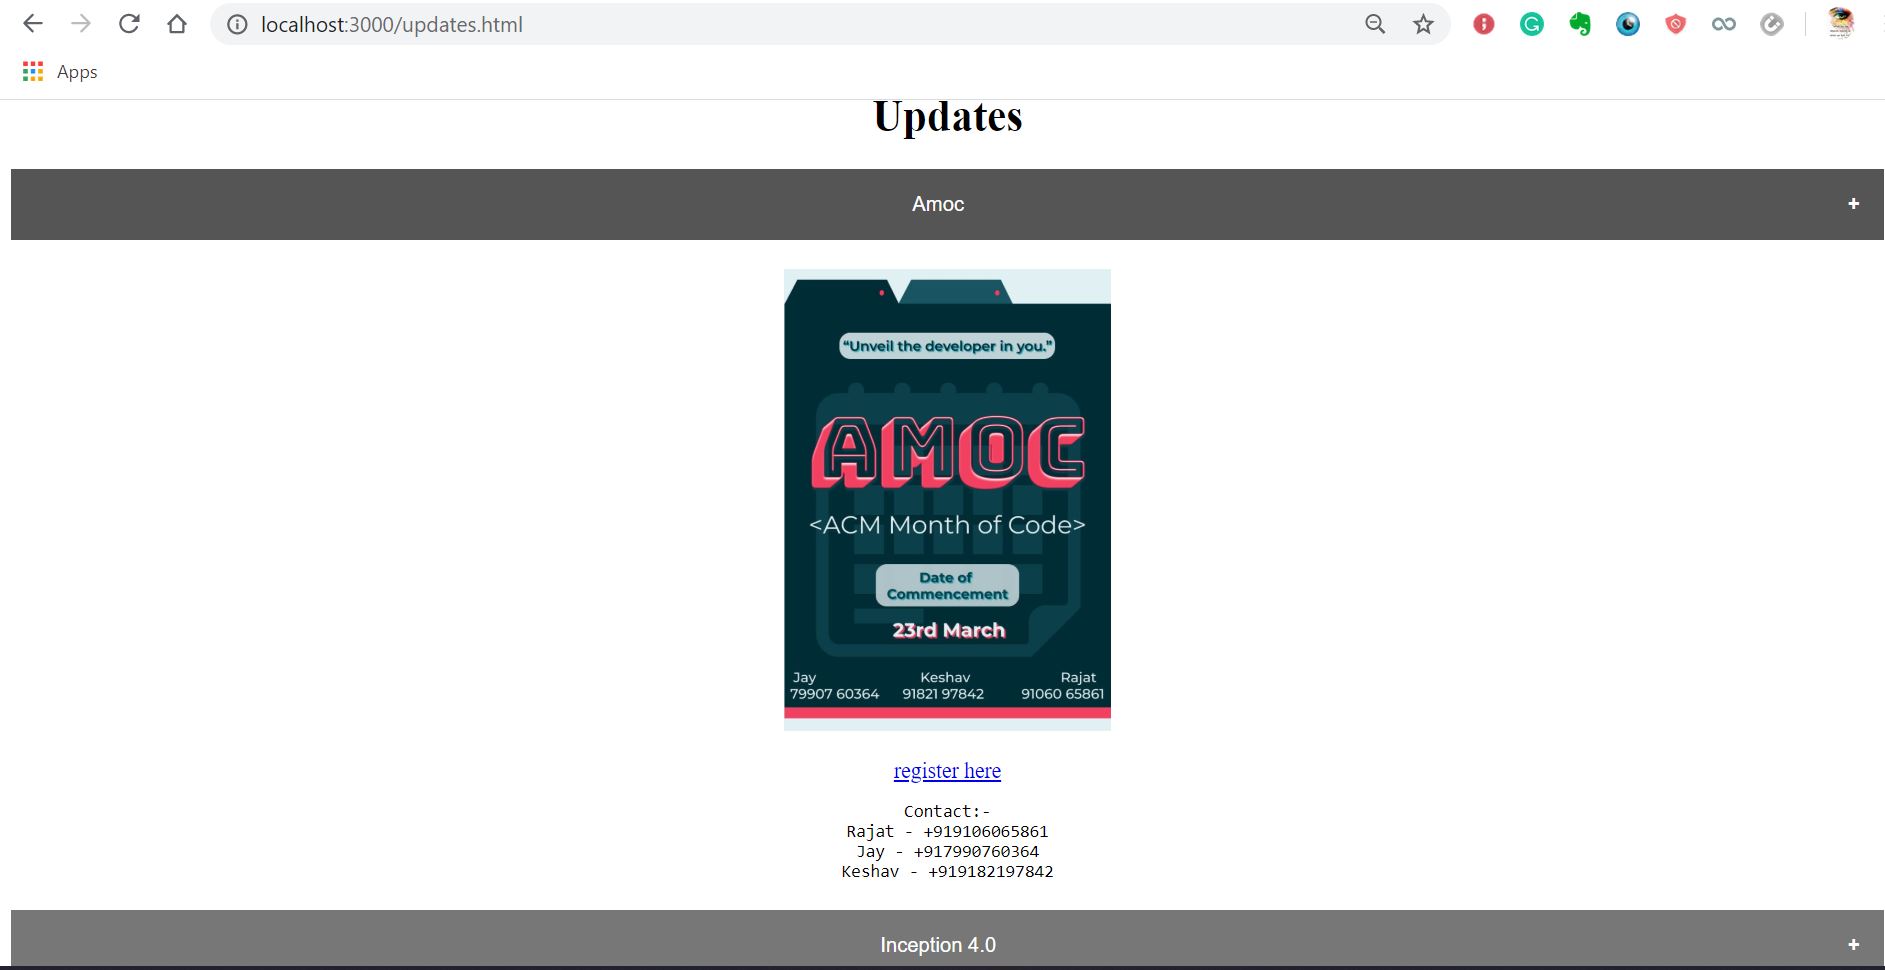 localhost:3000/updates.html
Apps
Updates
Amoc +
“Unveil the developer in you.”
AMOC
<ACM Month of Code>
Date of
Commencement
23rd March
Jay Keshav Rajat
79907 60364 91821 97842 91060 65861
register here
Contact:-
Rajat - +919106065861
Jay - +917990760364
Keshav - +919182197842
Inception 4.0 +